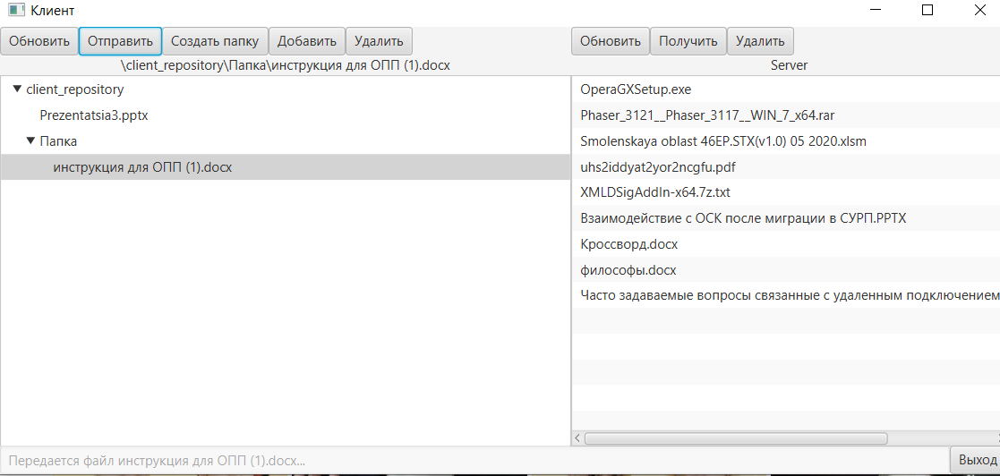 Клиент
Обновить Отправить Создать папку Добавить Удалить
\client_repository\Папка\инструкция для ОПП (1).docx
client_repository
Prezentatsia3.pptx
Папка
инструкция для ОПП (1).docx
Обновить Получить Удалить
Server
OperaGXSetup.exe
Phaser_3121__Phaser_3117__WIN_7_x64.rar
Smolenskaya oblast 46EP.STX(v1.0) 05 2020.xlsm
uhs2iddyat2yor2ncgfu.pdf
XMLDSigAddIn-x64.7z.txt
Взаимодействие с ОСК после миграции в СУРП.PPTX
Кроссворд.docx
философы.docx
Часто задаваемые вопросы связанные с удаленным подключением
Передается файл инструкция для ОПП (1).docx...
Выход